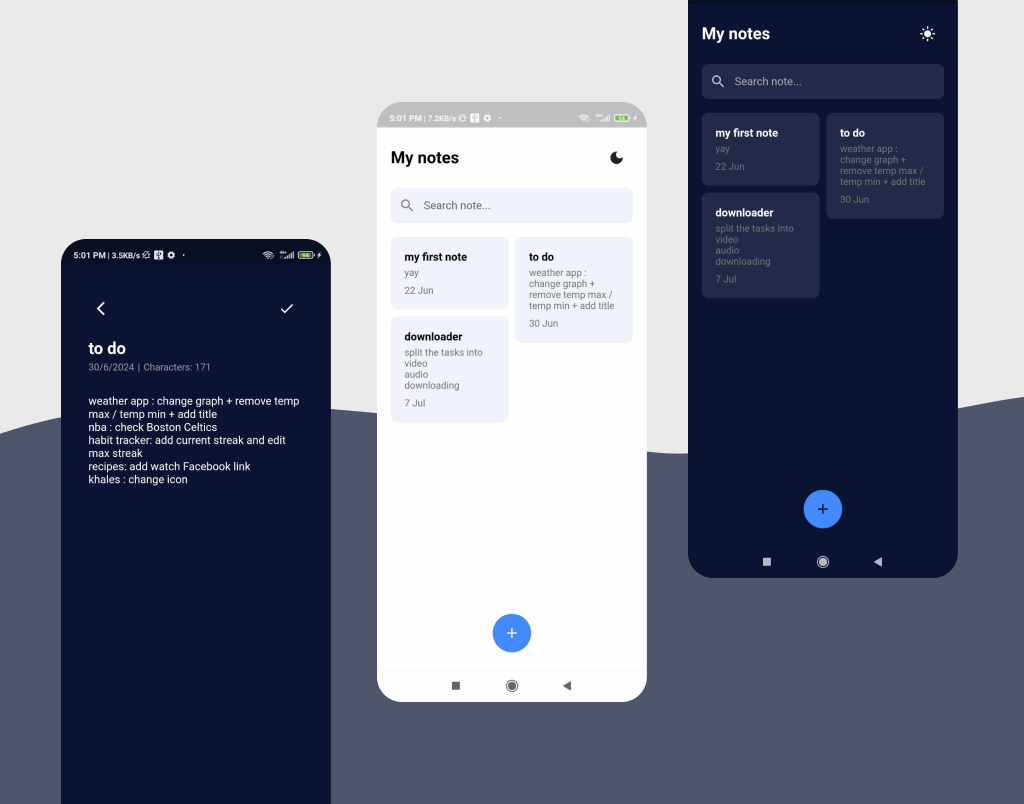 5:01 PM | 3.5KB/s
to do
30/6/2024 | Characters: 171
weather app : change graph + remove temp
max / temp min + add title
nba : check Boston Celtics
habit tracker: add current streak and edit
max streak
recipes: add watch Facebook link
khales : change icon
5:01 PM | 7.2KB/s
My notes
Search note...
my first note
yay
22 Jun
to do
weather app :
change graph +
remove temp max /
temp min + add title
30 Jun
downloader
split the tasks into
video
audio
downloading
7 Jul
My notes
Search note...
my first note
yay
22 Jun
to do
weather app :
change graph +
remove temp max /
temp min + add title
30 Jun
downloader
split the tasks into
video
audio
downloading
7 Jul